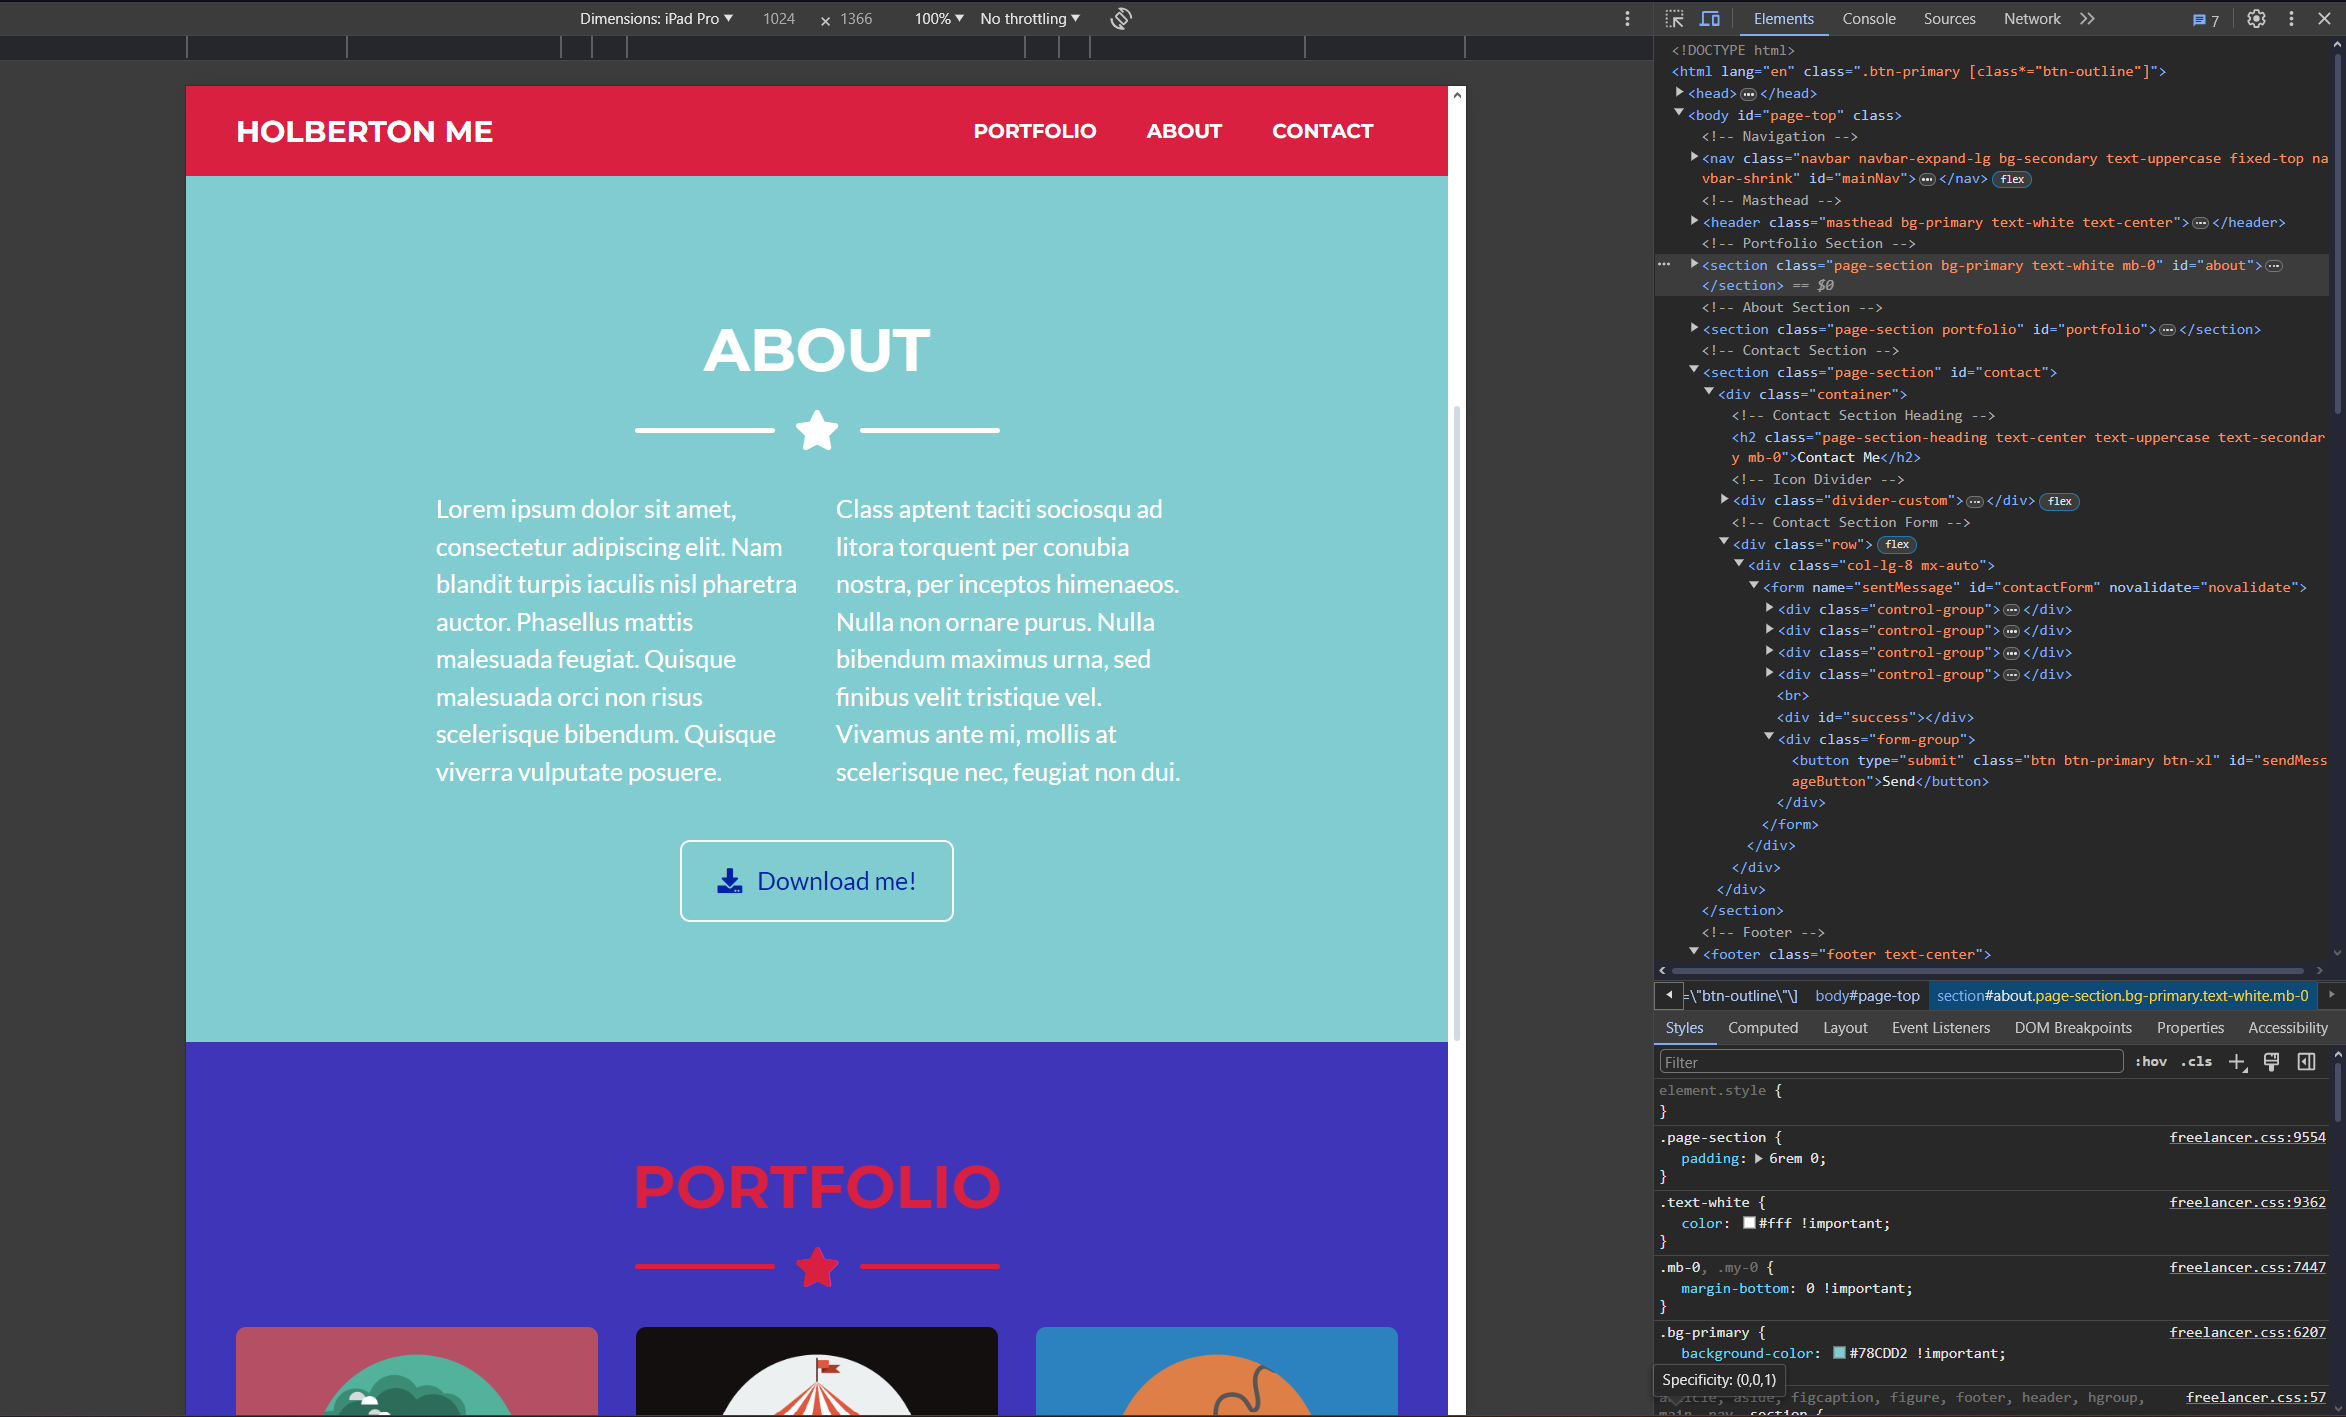 Dimensions: iPad Pro ▼ 1024 × 1366 100% ▼ No throttling ▼
HOLBERTON ME
PORTFOLIO ABOUT CONTACT
ABOUT
Lorem ipsum dolor sit amet,
consectetur adipiscing elit. Nam
blandit turpis iaculis nisl pharetra
auctor. Phasellus mattis
malesuada feugiat. Quisque
malesuada orci non risus
scelerisque bibendum. Quisque
viverra vulputate posuere.
Class aptent taciti sociosqu ad
litora torquent per conubia
nostra, per inceptos himenaeos.
Nulla non ornare purus. Nulla
bibendum maximus urna, sed
finibus velit tristique vel.
Vivamus ante mi, mollis at
scelerisque nec, feugiat non dui.
Download me!
PORTFOLIO
Elements Console Sources Network 7
<!DOCTYPE html>
<html lang="en" class=".btn-primary [class*="btn-outline"]">
<head>…</head>
<body id="page-top" class>
<!-- Navigation -->
<nav class="navbar navbar-expand-lg bg-secondary text-uppercase fixed-top na
vbar-shrink" id="mainNav">…</nav> flex
<!-- Masthead -->
<header class="masthead bg-primary text-white text-center">…</header>
<!-- Portfolio Section -->
<section class="page-section bg-primary text-white mb-0" id="about">…
</section> == $0
<!-- About Section -->
<section class="page-section portfolio" id="portfolio">…</section>
<!-- Contact Section -->
<section class="page-section" id="contact">
<div class="container">
<!-- Contact Section Heading -->
<h2 class="page-section-heading text-center text-uppercase text-secondar
y mb-0">Contact Me</h2>
<!-- Icon Divider -->
<div class="divider-custom">…</div> flex
<!-- Contact Section Form -->
<div class="row"> flex
<div class="col-lg-8 mx-auto">
<form name="sentMessage" id="contactForm" novalidate="novalidate">
<div class="control-group">…</div>
<div class="control-group">…</div>
<div class="control-group">…</div>
<div class="control-group">…</div>
<br>
<div id="success"></div>
<div class="form-group">
<button type="submit" class="btn btn-primary btn-xl" id="sendMess
ageButton">Send</button>
</div>
</form>
</div>
</div>
</div>
</section>
<!-- Footer -->
<footer class="footer text-center">
=\"btn-outline\"\] body#page-top section#about.page-section.bg-primary.text-white.mb-0
Styles Computed Layout Event Listeners DOM Breakpoints Properties Accessibility
Filter :hov .cls
element.style {
}
.page-section { freelancer.css:9554
padding: 6rem 0;
}
.text-white { freelancer.css:9362
color: #fff !important;
}
.mb-0, .my-0 { freelancer.css:7447
margin-bottom: 0 !important;
}
.bg-primary { freelancer.css:6207
background-color: #78CDD2 !important;
Specificity: (0,0,1)
aside, figcaption, figure, footer, header, hgroup, freelancer.css:57